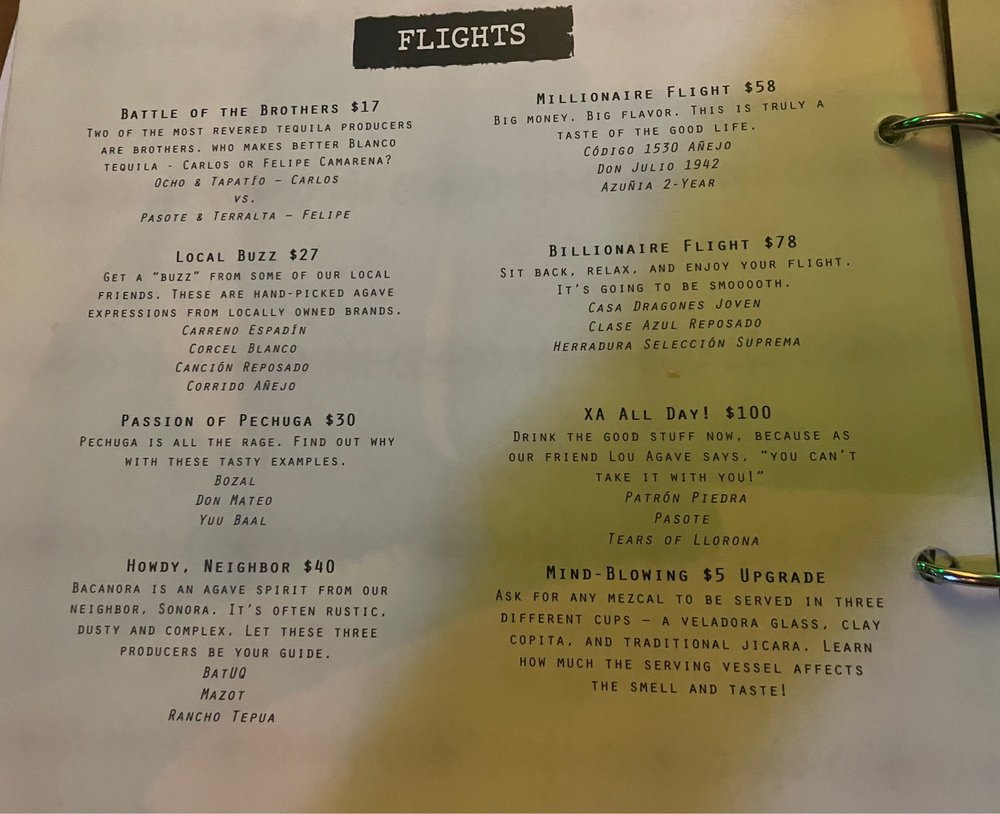 FLIGHTS
BATTLE OF THE BROTHERS $17
TWO OF THE MOST REVERED TEQUILA PRODUCERS
ARE BROTHERS. WHO MAKES BETTER BLANCO
TEQUILA - CARLOS OR FELIPE CAMARENA?
OCHO & TAPATÍO – CARLOS
VS.
PASOTE & TERRALTA – FELIPE
LOCAL BUZZ $27
GET A “BUZZ” FROM SOME OF OUR LOCAL
FRIENDS. THESE ARE HAND-PICKED AGAVE
EXPRESSIONS FROM LOCALLY OWNED BRANDS.
CARRENO ESPADÍN
CORCEL BLANCO
CANCIÓN REPOSADO
CORRIDO AÑEJO
PASSION OF PECHUGA $30
PECHUGA IS ALL THE RAGE. FIND OUT WHY
WITH THESE TASTY EXAMPLES.
BOZAL
DON MATEO
YUU BAAL
HOWDY, NEIGHBOR $40
BACANORA IS AN AGAVE SPIRIT FROM OUR
NEIGHBOR, SONORA. IT'S OFTEN RUSTIC,
DUSTY AND COMPLEX. LET THESE THREE
PRODUCERS BE YOUR GUIDE.
BATUQ
MAZOT
RANCHO TEPUA
MILLIONAIRE FLIGHT $58
BIG MONEY. BIG FLAVOR. THIS IS TRULY A
TASTE OF THE GOOD LIFE.
CÓDIGO 1530 AÑEJO
DON JULIO 1942
AZUÑIA 2-YEAR
BILLIONAIRE FLIGHT $78
SIT BACK, RELAX, AND ENJOY YOUR FLIGHT.
IT'S GOING TO BE SMOOOOTH.
CASA DRAGONES JOVEN
CLASE AZUL REPOSADO
HERRADURA SELECCIÓN SUPREMA
XA ALL DAY! $100
DRINK THE GOOD STUFF NOW, BECAUSE AS
OUR FRIEND LOU AGAVE SAYS, “YOU CAN'T
TAKE IT WITH YOU!”
PATRÓN PIEDRA
PASOTE
TEARS OF LLORONA
MIND-BLOWING $5 UPGRADE
ASK FOR ANY MEZCAL TO BE SERVED IN THREE
DIFFERENT CUPS – A VELADORA GLASS, CLAY
COPITA, AND TRADITIONAL JICARA. LEARN
HOW MUCH THE SERVING VESSEL AFFECTS
THE SMELL AND TASTE!